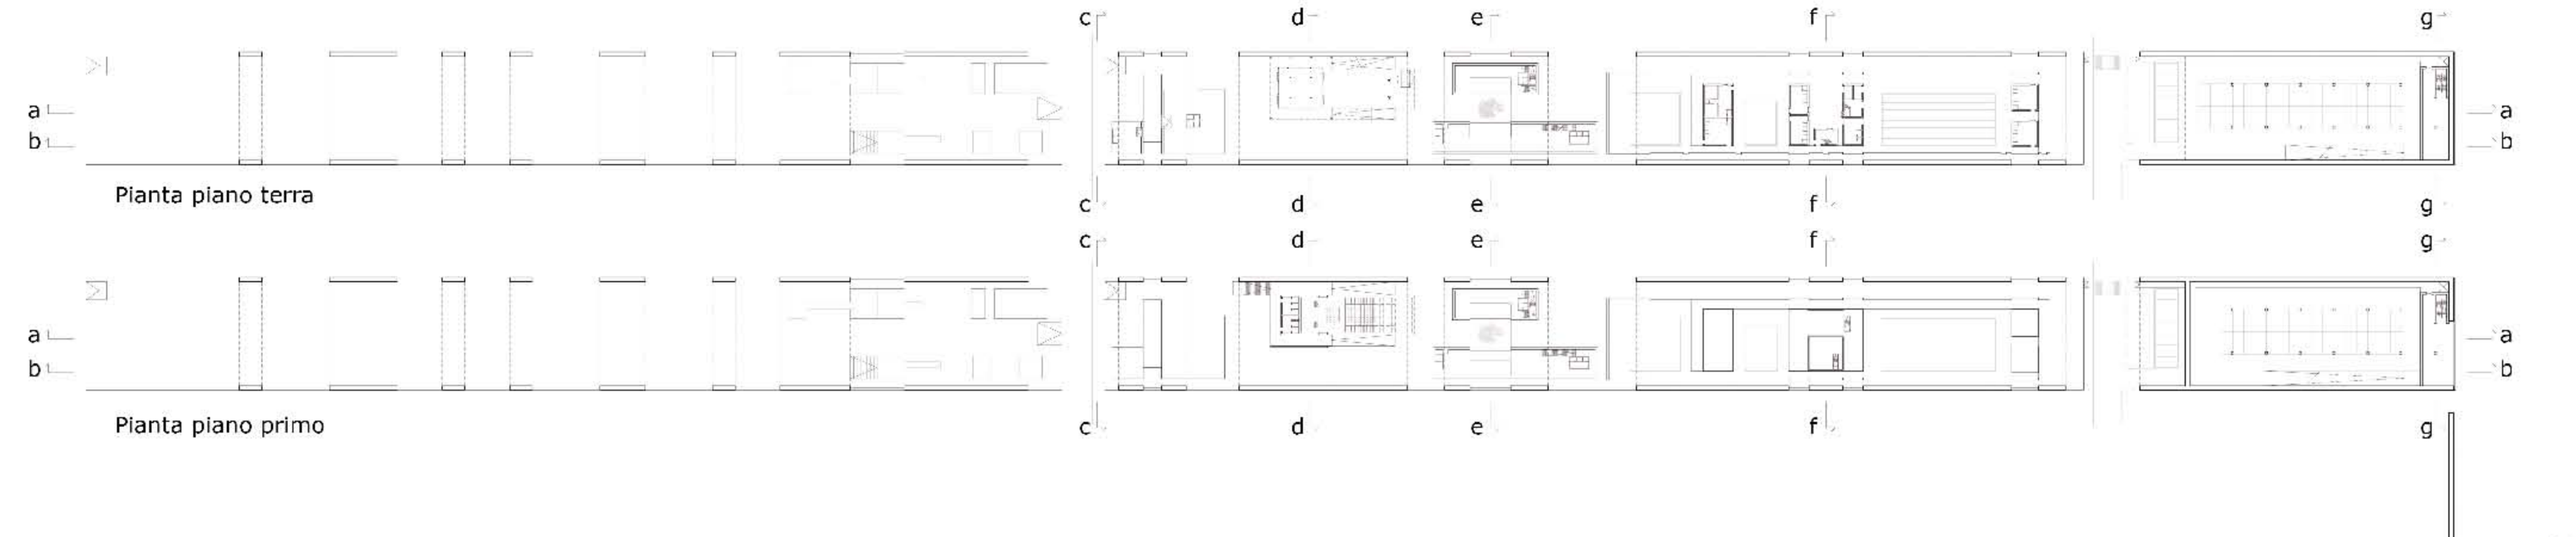 c d e f g
a a
b b
Pianta piano terra
c d e f g
c d e f g
a a
b b
Pianta piano primo
c d e f g